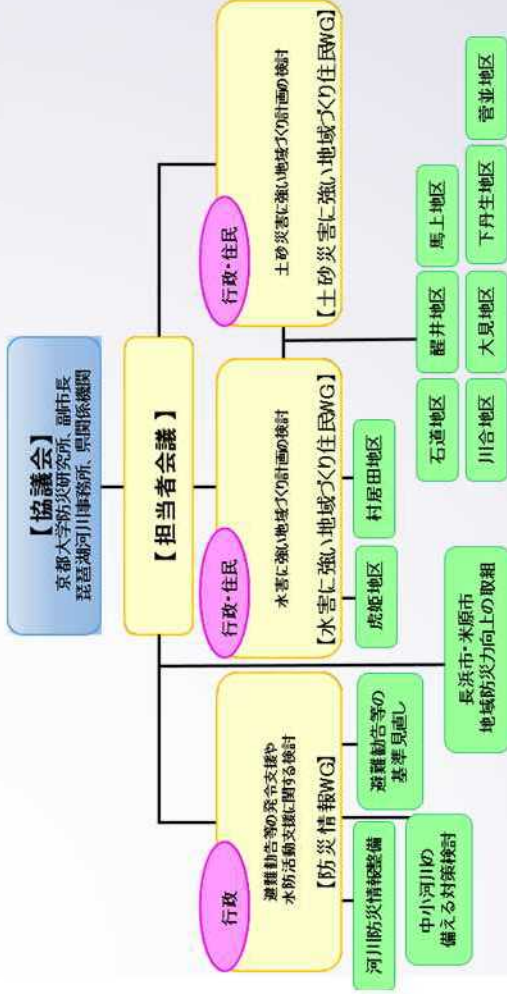 【協議会】
京都大学防災研究所、副市長
琵琶湖河川事務所、県関係機関
【担当者会議】
行政
避難勧告等の発令支援や
水防活動支援に関する検討
【防災情報WG】
河川防災情報整備
避難勧告等の
基準見直し
中小河川の
備える対策検討
長浜市・米原市
地域防災力向上の取組
行政・住民
水害に強い地域づくり計画の検討
【水害に強い地域づくり住民WG】
虎姫地区
村居田地区
行政・住民
土砂災害に強い地域づくり計画の検討
【土砂災害に強い地域づくり住民WG】
石道地区
醒井地区
馬上地区
川合地区
大見地区
下丹生地区
菅並地区